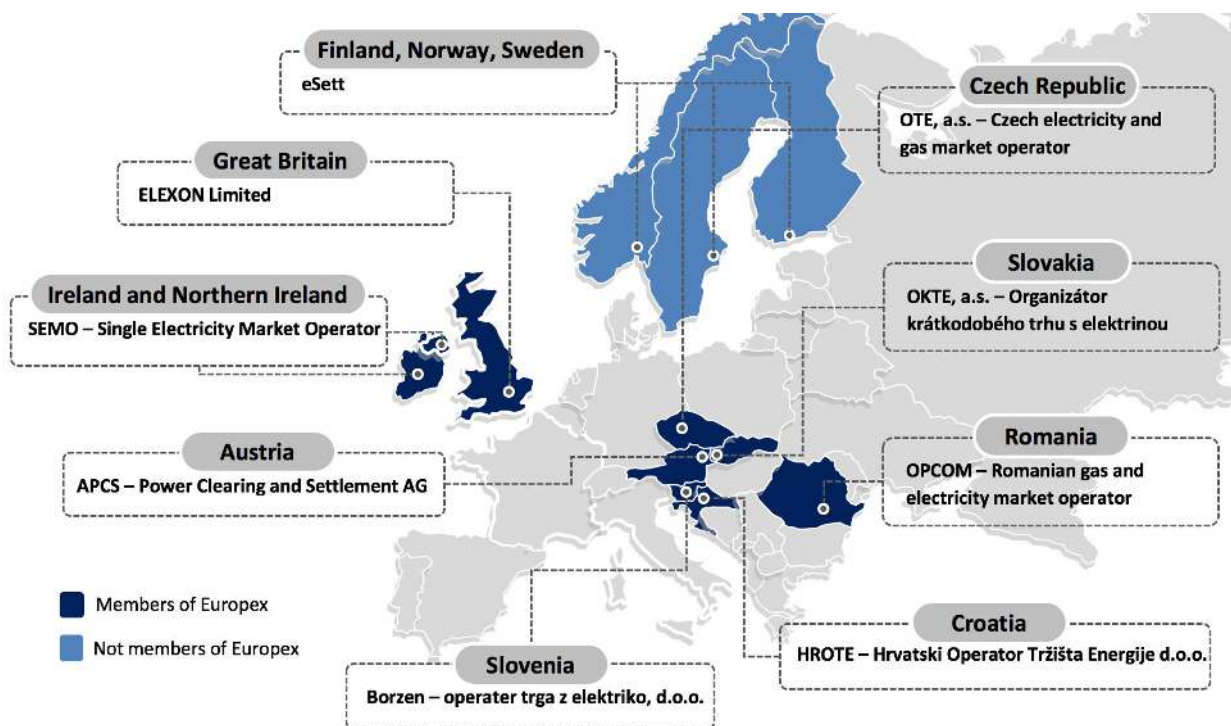 Finland, Norway, Sweden
eSett
Great Britain
ELEXON Limited
Ireland and Northern Ireland
SEMO – Single Electricity Market Operator
Austria
APCS – Power Clearing and Settlement AG
Members of Europex
Not members of Europex
Slovenia
Borzen – operater trga z elektriko, d.o.o.
Czech Republic
OTE, a.s. – Czech electricity and
gas market operator
Slovakia
OKTE, a.s. – Organizátor
krátkodobého trhu s elektrinou
Romania
OPCOM – Romanian gas and
electricity market operator
Croatia
HROTE – Hrvatski Operator Tržišta Energije d.o.o.